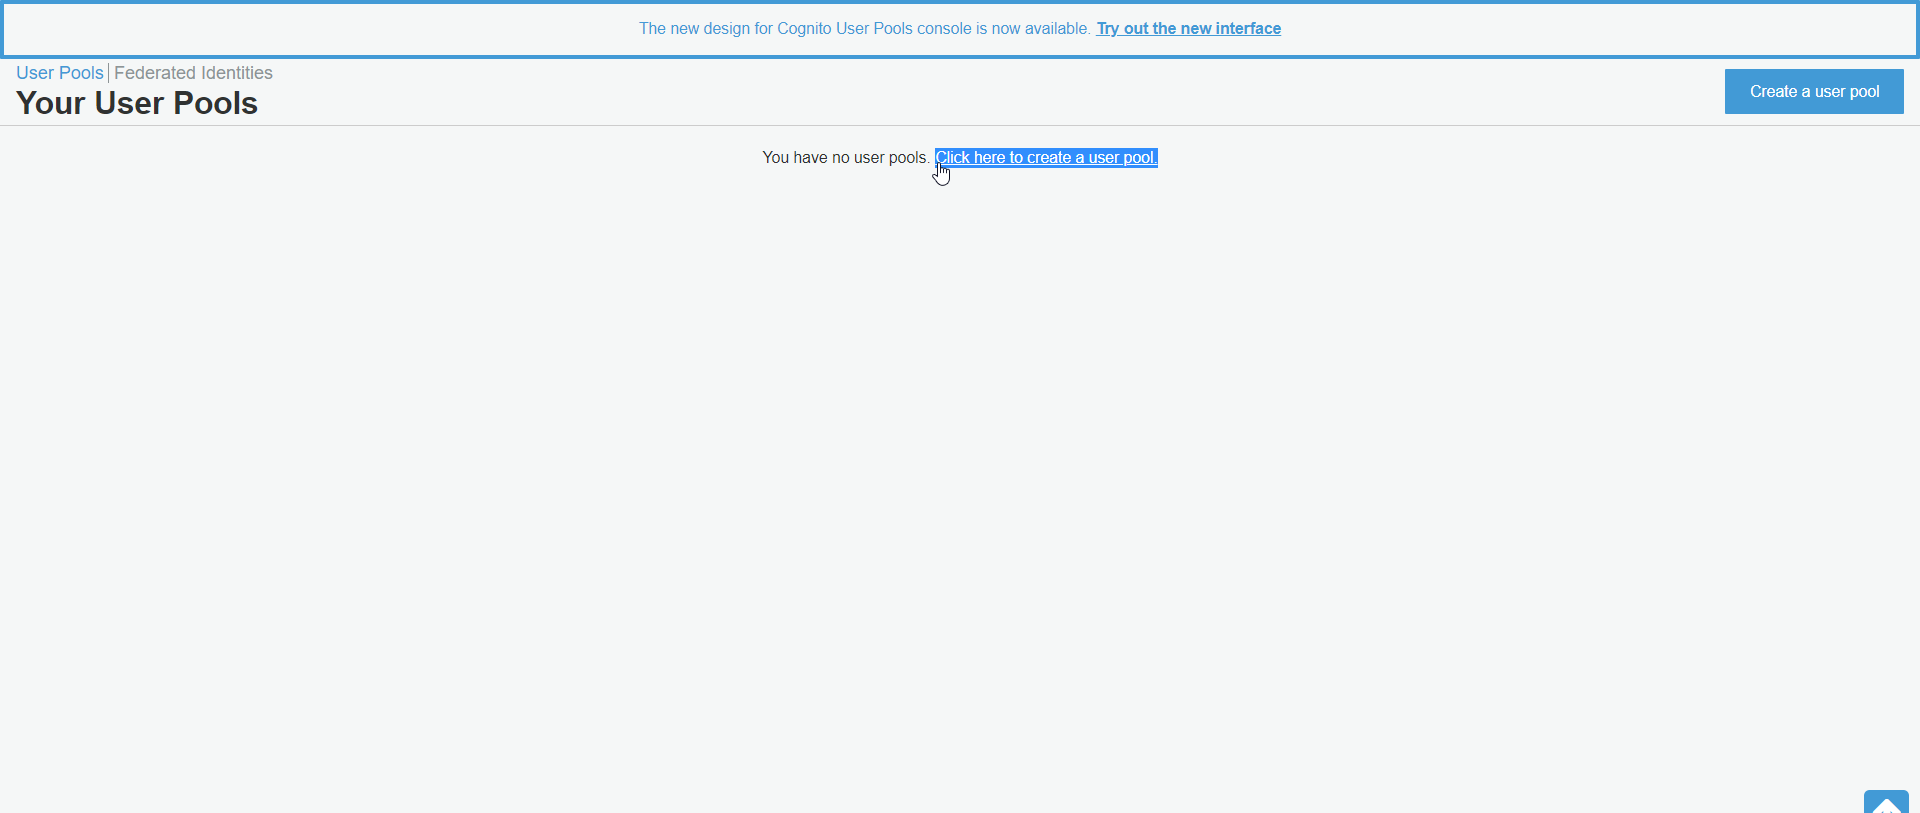 The new design for Cognito User Pools console is now available. Try out the new interface
User Pools Federated Identities
Your User Pools
Create a user pool
You have no user pools. Click here to create a user pool.